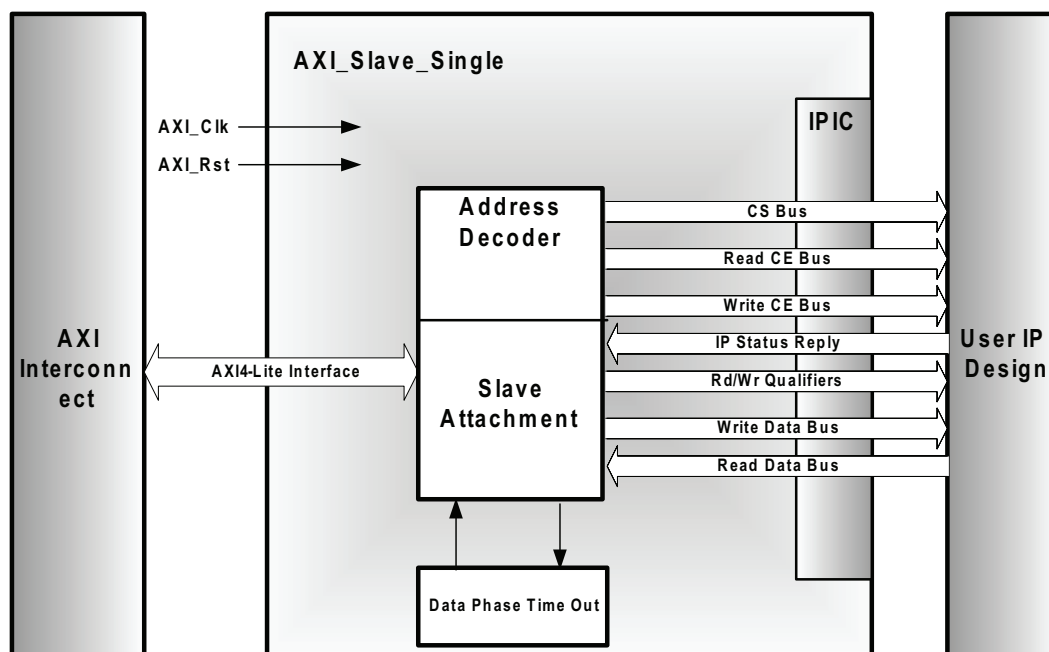 AXI_Slave_Single
AXI_Clk
IPIC
AXI_Rst
Address
Decoder
CS Bus
Read CE Bus
Write CE Bus
AXI
Interconn
ect
AXI4-Lite Interface
Slave
Attachment
IP Status Reply
Rd/Wr Qualifiers
Write Data Bus
Read Data Bus
User IP
Design
Data Phase Time Out